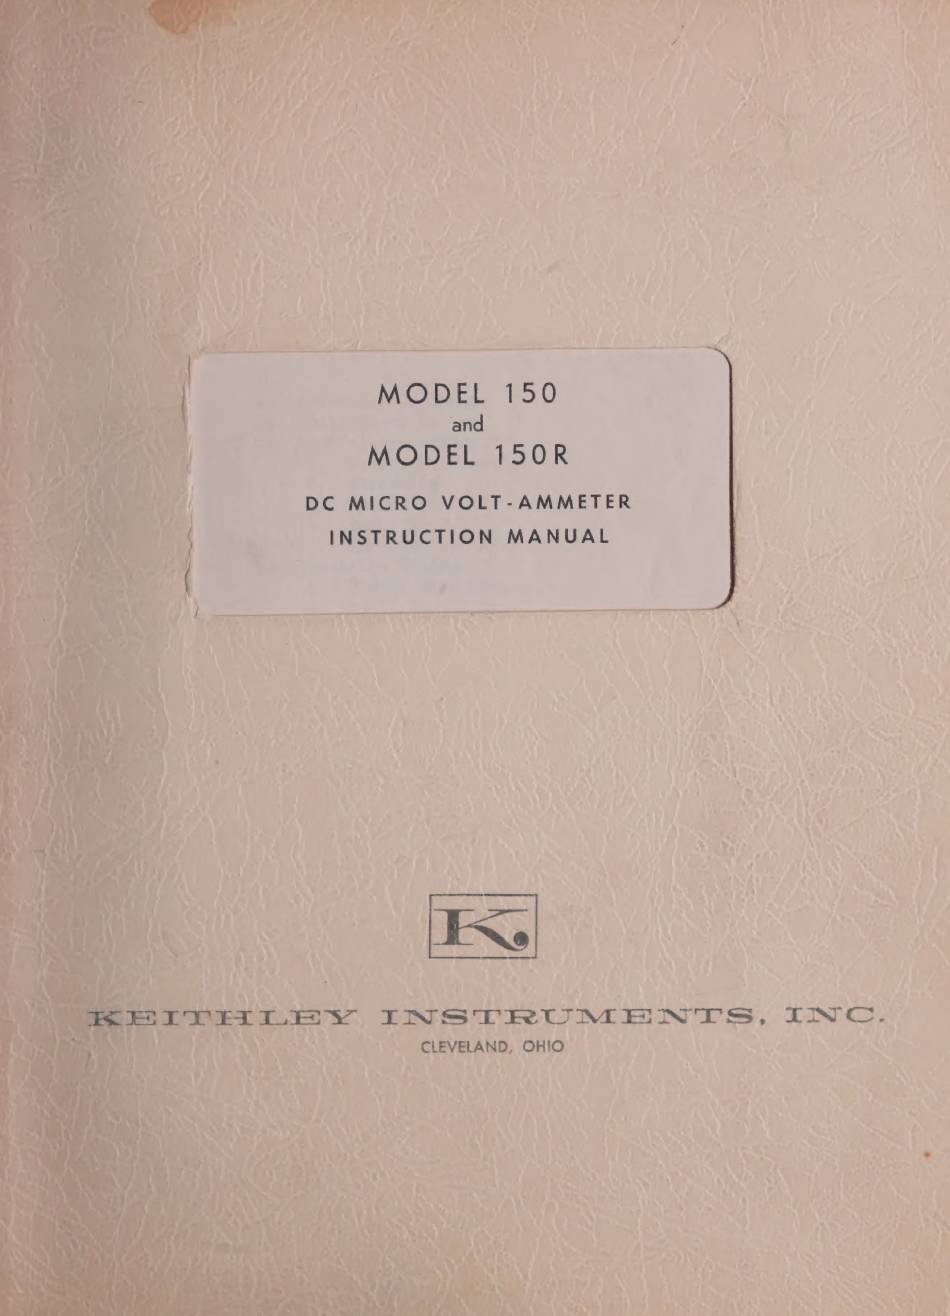 MODEL 150
and
MODEL 150R
DC MICRO VOLT-AMMETER
INSTRUCTION MANUAL
K.
KEITHLEY INSTRUMENTS, INC.
CLEVELAND, OHIO